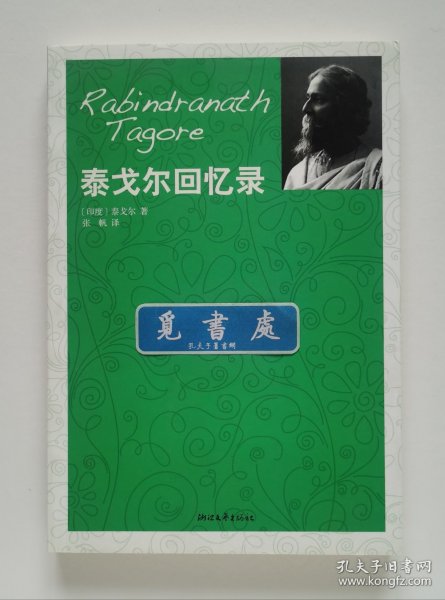 Rabindranath
Tagore
泰戈尔回忆录
〔印度〕泰戈尔 著
张 帆 译
觅書處
孔夫子舊書網
浙江文艺出版社
孔夫子旧书网
www.kongfz.com